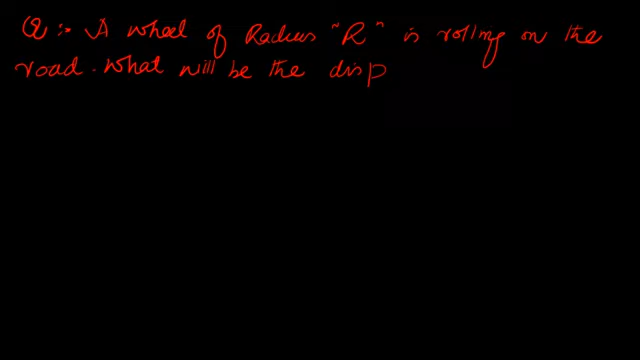 Q :- A wheel of Radius "R" is rolling on the
road. What will be the disp